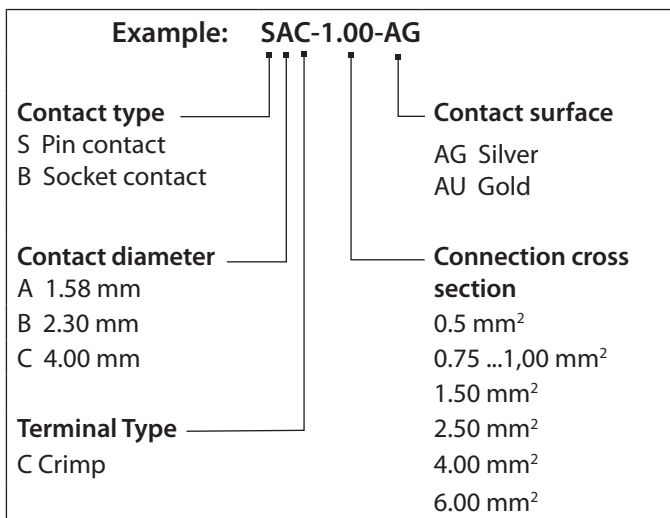 Example: SAC-1.00-AG
Contact type
S Pin contact
B Socket contact
Contact diameter
A 1.58 mm
B 2.30 mm
C 4.00 mm
Terminal Type
C Crimp
Contact surface
AG Silver
AU Gold
Connection cross
section
0.5 mm²
0.75 ...1,00 mm²
1.50 mm²
2.50 mm²
4.00 mm²
6.00 mm²